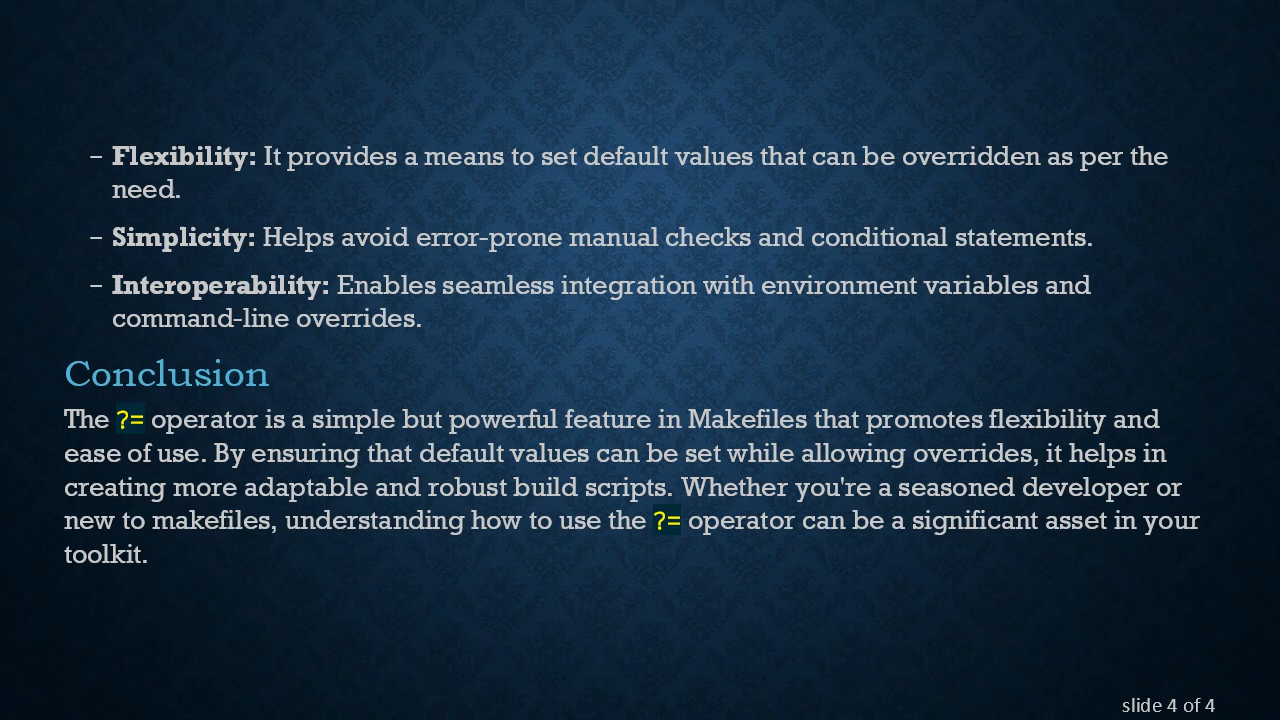 – Flexibility: It provides a means to set default values that can be overridden as per the
need.
– Simplicity: Helps avoid error-prone manual checks and conditional statements.
– Interoperability: Enables seamless integration with environment variables and
command-line overrides.
Conclusion
The ?= operator is a simple but powerful feature in Makefiles that promotes flexibility and
ease of use. By ensuring that default values can be set while allowing overrides, it helps in
creating more adaptable and robust build scripts. Whether you're a seasoned developer or
new to makefiles, understanding how to use the ?= operator can be a significant asset in your
toolkit.
slide 4 of 4